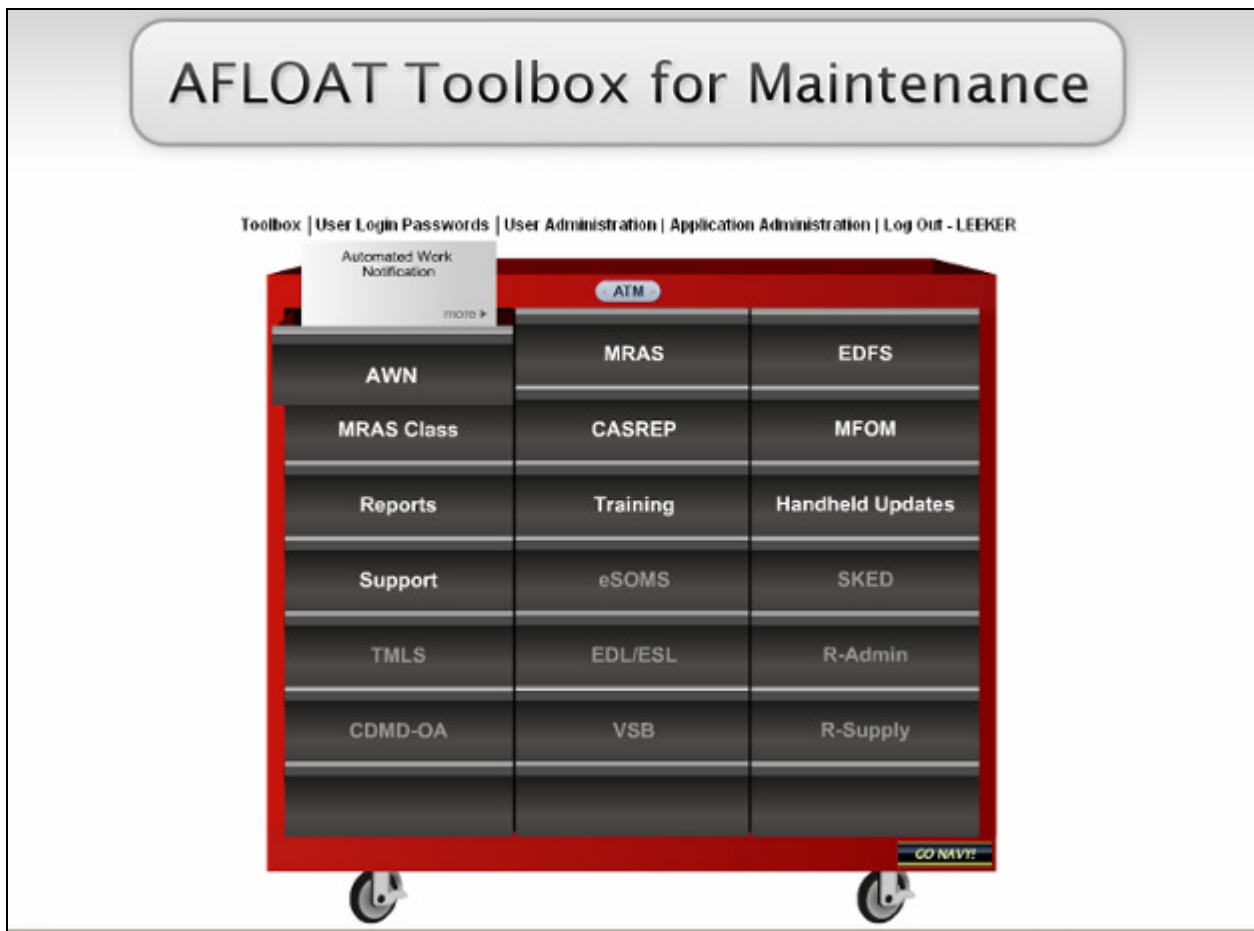 AFLOAT Toolbox for Maintenance
Toolbox | User Login Passwords | User Administration | Application Administration | Log Out - LEEKER
Automated Work
Notification
more
ATM
AWN
MRAS
EDFS
MRAS Class
CASREP
MFOM
Reports
Training
Handheld Updates
Support
eSOMS
SKED
TMLS
EDL/ESL
R-Admin
CDMD-OA
VSB
R-Supply
GO NAVY!